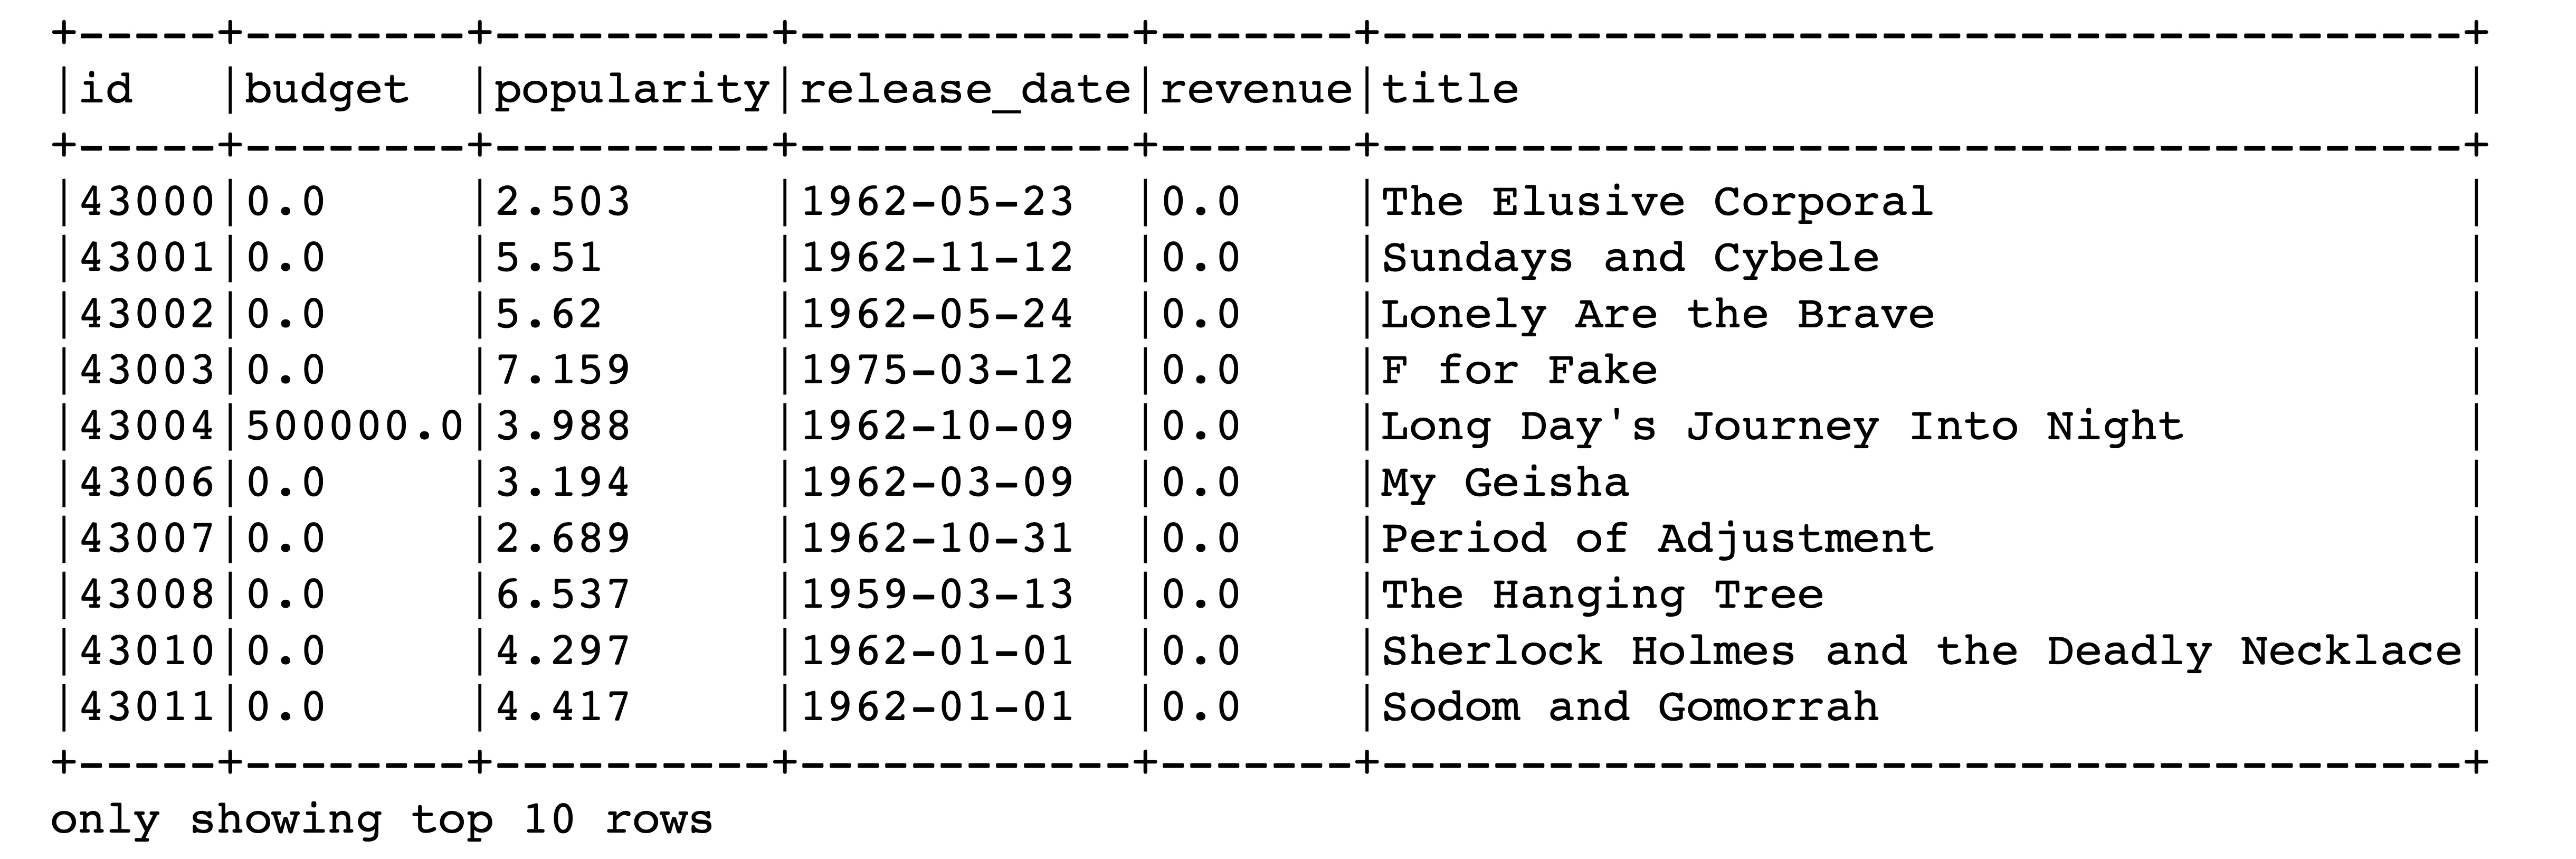 +-----+--------+----------+------------+-------+---------------------------------------+
|id   |budget  |popularity|release_date|revenue|title                                  |
+-----+--------+----------+------------+-------+---------------------------------------+
|43000|0.0     |2.503     |1962-05-23  |0.0    |The Elusive Corporal                   |
|43001|0.0     |5.51      |1962-11-12  |0.0    |Sundays and Cybele                     |
|43002|0.0     |5.62      |1962-05-24  |0.0    |Lonely Are the Brave                   |
|43003|0.0     |7.159     |1975-03-12  |0.0    |F for Fake                             |
|43004|500000.0|3.988     |1962-10-09  |0.0    |Long Day's Journey Into Night          |
|43006|0.0     |3.194     |1962-03-09  |0.0    |My Geisha                              |
|43007|0.0     |2.689     |1962-10-31  |0.0    |Period of Adjustment                   |
|43008|0.0     |6.537     |1959-03-13  |0.0    |The Hanging Tree                       |
|43010|0.0     |4.297     |1962-01-01  |0.0    |Sherlock Holmes and the Deadly Necklace|
|43011|0.0     |4.417     |1962-01-01  |0.0    |Sodom and Gomorrah                     |
+-----+--------+----------+------------+-------+---------------------------------------+
only showing top 10 rows